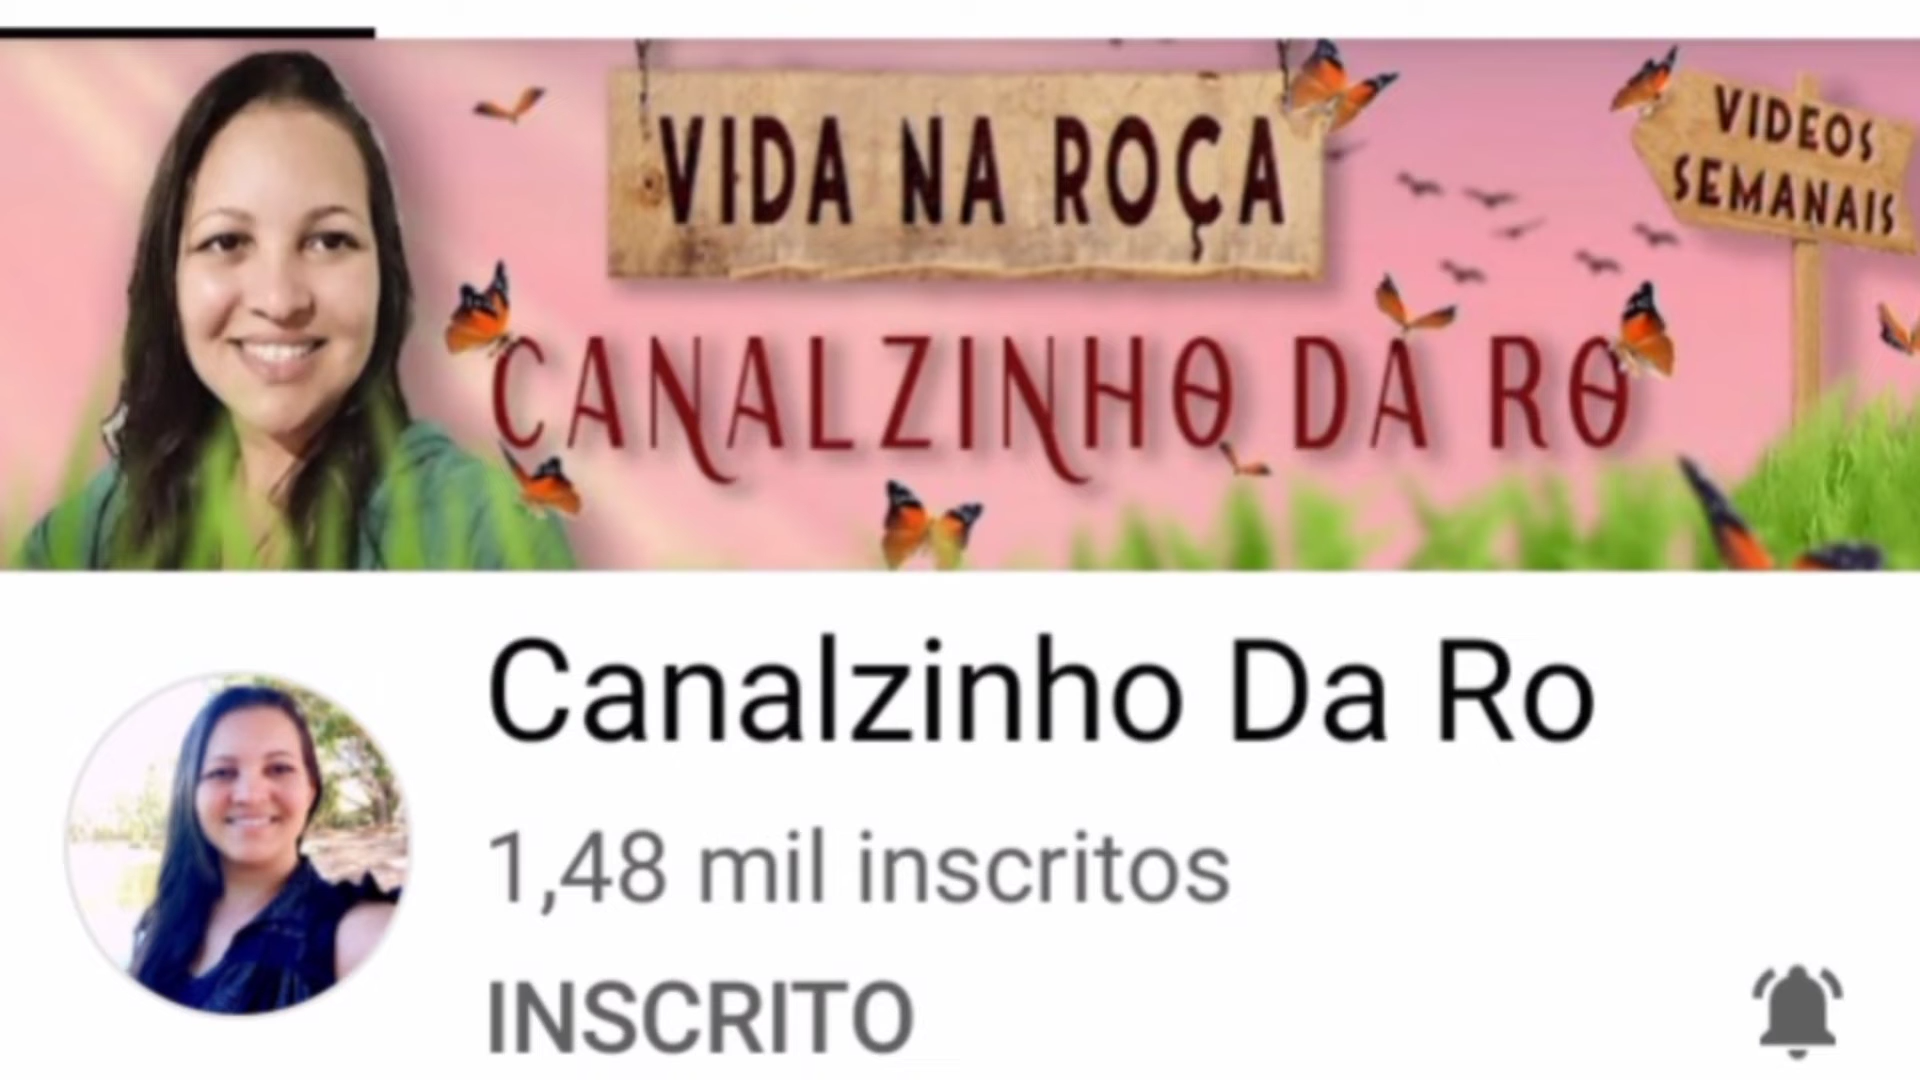 VIDA NA ROÇA
VIDEOS
SEMANAIS
CANALZINHO DA RO
Canalzinho Da Ro
1,48 mil inscritos
INSCRITO